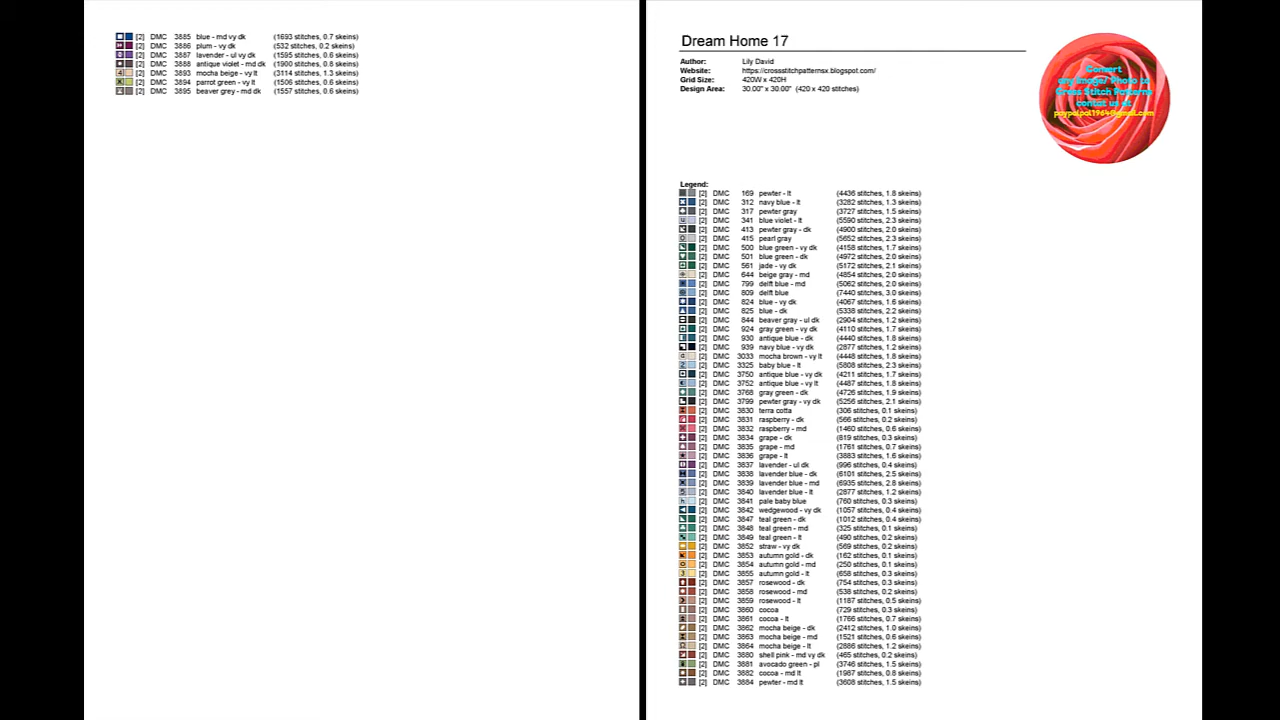 [2] DMC 3885 blue - md vy dk (1693 stitches, 0.7 skeins)
[2] DMC 3886 plum - vy dk (532 stitches, 0.2 skeins)
[2] DMC 3887 lavender - ul vy dk (1595 stitches, 0.6 skeins)
[2] DMC 3888 antique violet - md dk (1900 stitches, 0.8 skeins)
[2] DMC 3893 mocha beige - vy lt (3114 stitches, 1.3 skeins)
[2] DMC 3894 parrot green - vy lt (1506 stitches, 0.6 skeins)
[2] DMC 3895 beaver grey - md dk (1557 stitches, 0.6 skeins)
Dream Home 17
Author: Lily David
Website: https://crossstitchpatternsx.blogspot.com/
Grid Size: 420W x 420H
Design Area: 30.00" x 30.00" (420 x 420 stitches)
Convert
any Image/ Photo to
Cross Stitch Patterns
contat us at
paypalpal1964@gmail.com
Legend:
[2] DMC 169 pewter - lt (4436 stitches, 1.8 skeins)
[2] DMC 312 navy blue - lt (3282 stitches, 1.3 skeins)
[2] DMC 317 pewter gray (3727 stitches, 1.5 skeins)
[2] DMC 341 blue violet - lt (5590 stitches, 2.3 skeins)
[2] DMC 413 pewter gray - dk (4900 stitches, 2.0 skeins)
[2] DMC 415 pearl gray (5652 stitches, 2.3 skeins)
[2] DMC 500 blue green - vy dk (4158 stitches, 1.7 skeins)
[2] DMC 501 blue green - dk (4972 stitches, 2.0 skeins)
[2] DMC 561 jade - vy dk (5172 stitches, 2.1 skeins)
[2] DMC 644 beige gray - md (4854 stitches, 2.0 skeins)
[2] DMC 799 delft blue - md (5062 stitches, 2.0 skeins)
[2] DMC 809 delft blue (7440 stitches, 3.0 skeins)
[2] DMC 824 blue - vy dk (4067 stitches, 1.6 skeins)
[2] DMC 825 blue - dk (5338 stitches, 2.2 skeins)
[2] DMC 844 beaver gray - ul dk (2904 stitches, 1.2 skeins)
[2] DMC 924 gray green - vy dk (4110 stitches, 1.7 skeins)
[2] DMC 930 antique blue - dk (4440 stitches, 1.8 skeins)
[2] DMC 939 navy blue - vy dk (2877 stitches, 1.2 skeins)
[2] DMC 3033 mocha brown - vy lt (4448 stitches, 1.8 skeins)
[2] DMC 3325 baby blue - lt (5808 stitches, 2.3 skeins)
[2] DMC 3750 antique blue - vy dk (4211 stitches, 1.7 skeins)
[2] DMC 3752 antique blue - vy lt (4487 stitches, 1.8 skeins)
[2] DMC 3768 gray green - dk (4726 stitches, 1.9 skeins)
[2] DMC 3799 pewter gray - vy dk (5256 stitches, 2.1 skeins)
[2] DMC 3830 terra cotta (306 stitches, 0.1 skeins)
[2] DMC 3831 raspberry - dk (566 stitches, 0.2 skeins)
[2] DMC 3832 raspberry - md (1460 stitches, 0.6 skeins)
[2] DMC 3834 grape - dk (819 stitches, 0.3 skeins)
[2] DMC 3835 grape - md (1761 stitches, 0.7 skeins)
[2] DMC 3836 grape - lt (3883 stitches, 1.6 skeins)
[2] DMC 3837 lavender - ul dk (996 stitches, 0.4 skeins)
[2] DMC 3838 lavender blue - dk (6101 stitches, 2.5 skeins)
[2] DMC 3839 lavender blue - md (6935 stitches, 2.8 skeins)
[2] DMC 3840 lavender blue - lt (2877 stitches, 1.2 skeins)
[2] DMC 3841 pale baby blue (760 stitches, 0.3 skeins)
[2] DMC 3842 wedgewood - vy dk (1057 stitches, 0.4 skeins)
[2] DMC 3847 teal green - dk (1012 stitches, 0.4 skeins)
[2] DMC 3848 teal green - md (325 stitches, 0.1 skeins)
[2] DMC 3849 teal green - lt (490 stitches, 0.2 skeins)
[2] DMC 3852 straw - vy dk (569 stitches, 0.2 skeins)
[2] DMC 3853 autumn gold - dk (162 stitches, 0.1 skeins)
[2] DMC 3854 autumn gold - md (250 stitches, 0.1 skeins)
[2] DMC 3855 autumn gold - lt (658 stitches, 0.3 skeins)
[2] DMC 3857 rosewood - dk (754 stitches, 0.3 skeins)
[2] DMC 3858 rosewood - md (538 stitches, 0.2 skeins)
[2] DMC 3859 rosewood - lt (1187 stitches, 0.5 skeins)
[2] DMC 3860 cocoa (729 stitches, 0.3 skeins)
[2] DMC 3861 cocoa - lt (1766 stitches, 0.7 skeins)
[2] DMC 3862 mocha beige - dk (2412 stitches, 1.0 skeins)
[2] DMC 3863 mocha beige - md (1521 stitches, 0.6 skeins)
[2] DMC 3864 mocha beige - lt (2886 stitches, 1.2 skeins)
[2] DMC 3880 shell pink - md vy dk (465 stitches, 0.2 skeins)
[2] DMC 3881 avocado green - pl (3746 stitches, 1.5 skeins)
[2] DMC 3882 cocoa - md lt (1987 stitches, 0.8 skeins)
[2] DMC 3884 pewter - md lt (3608 stitches, 1.5 skeins)